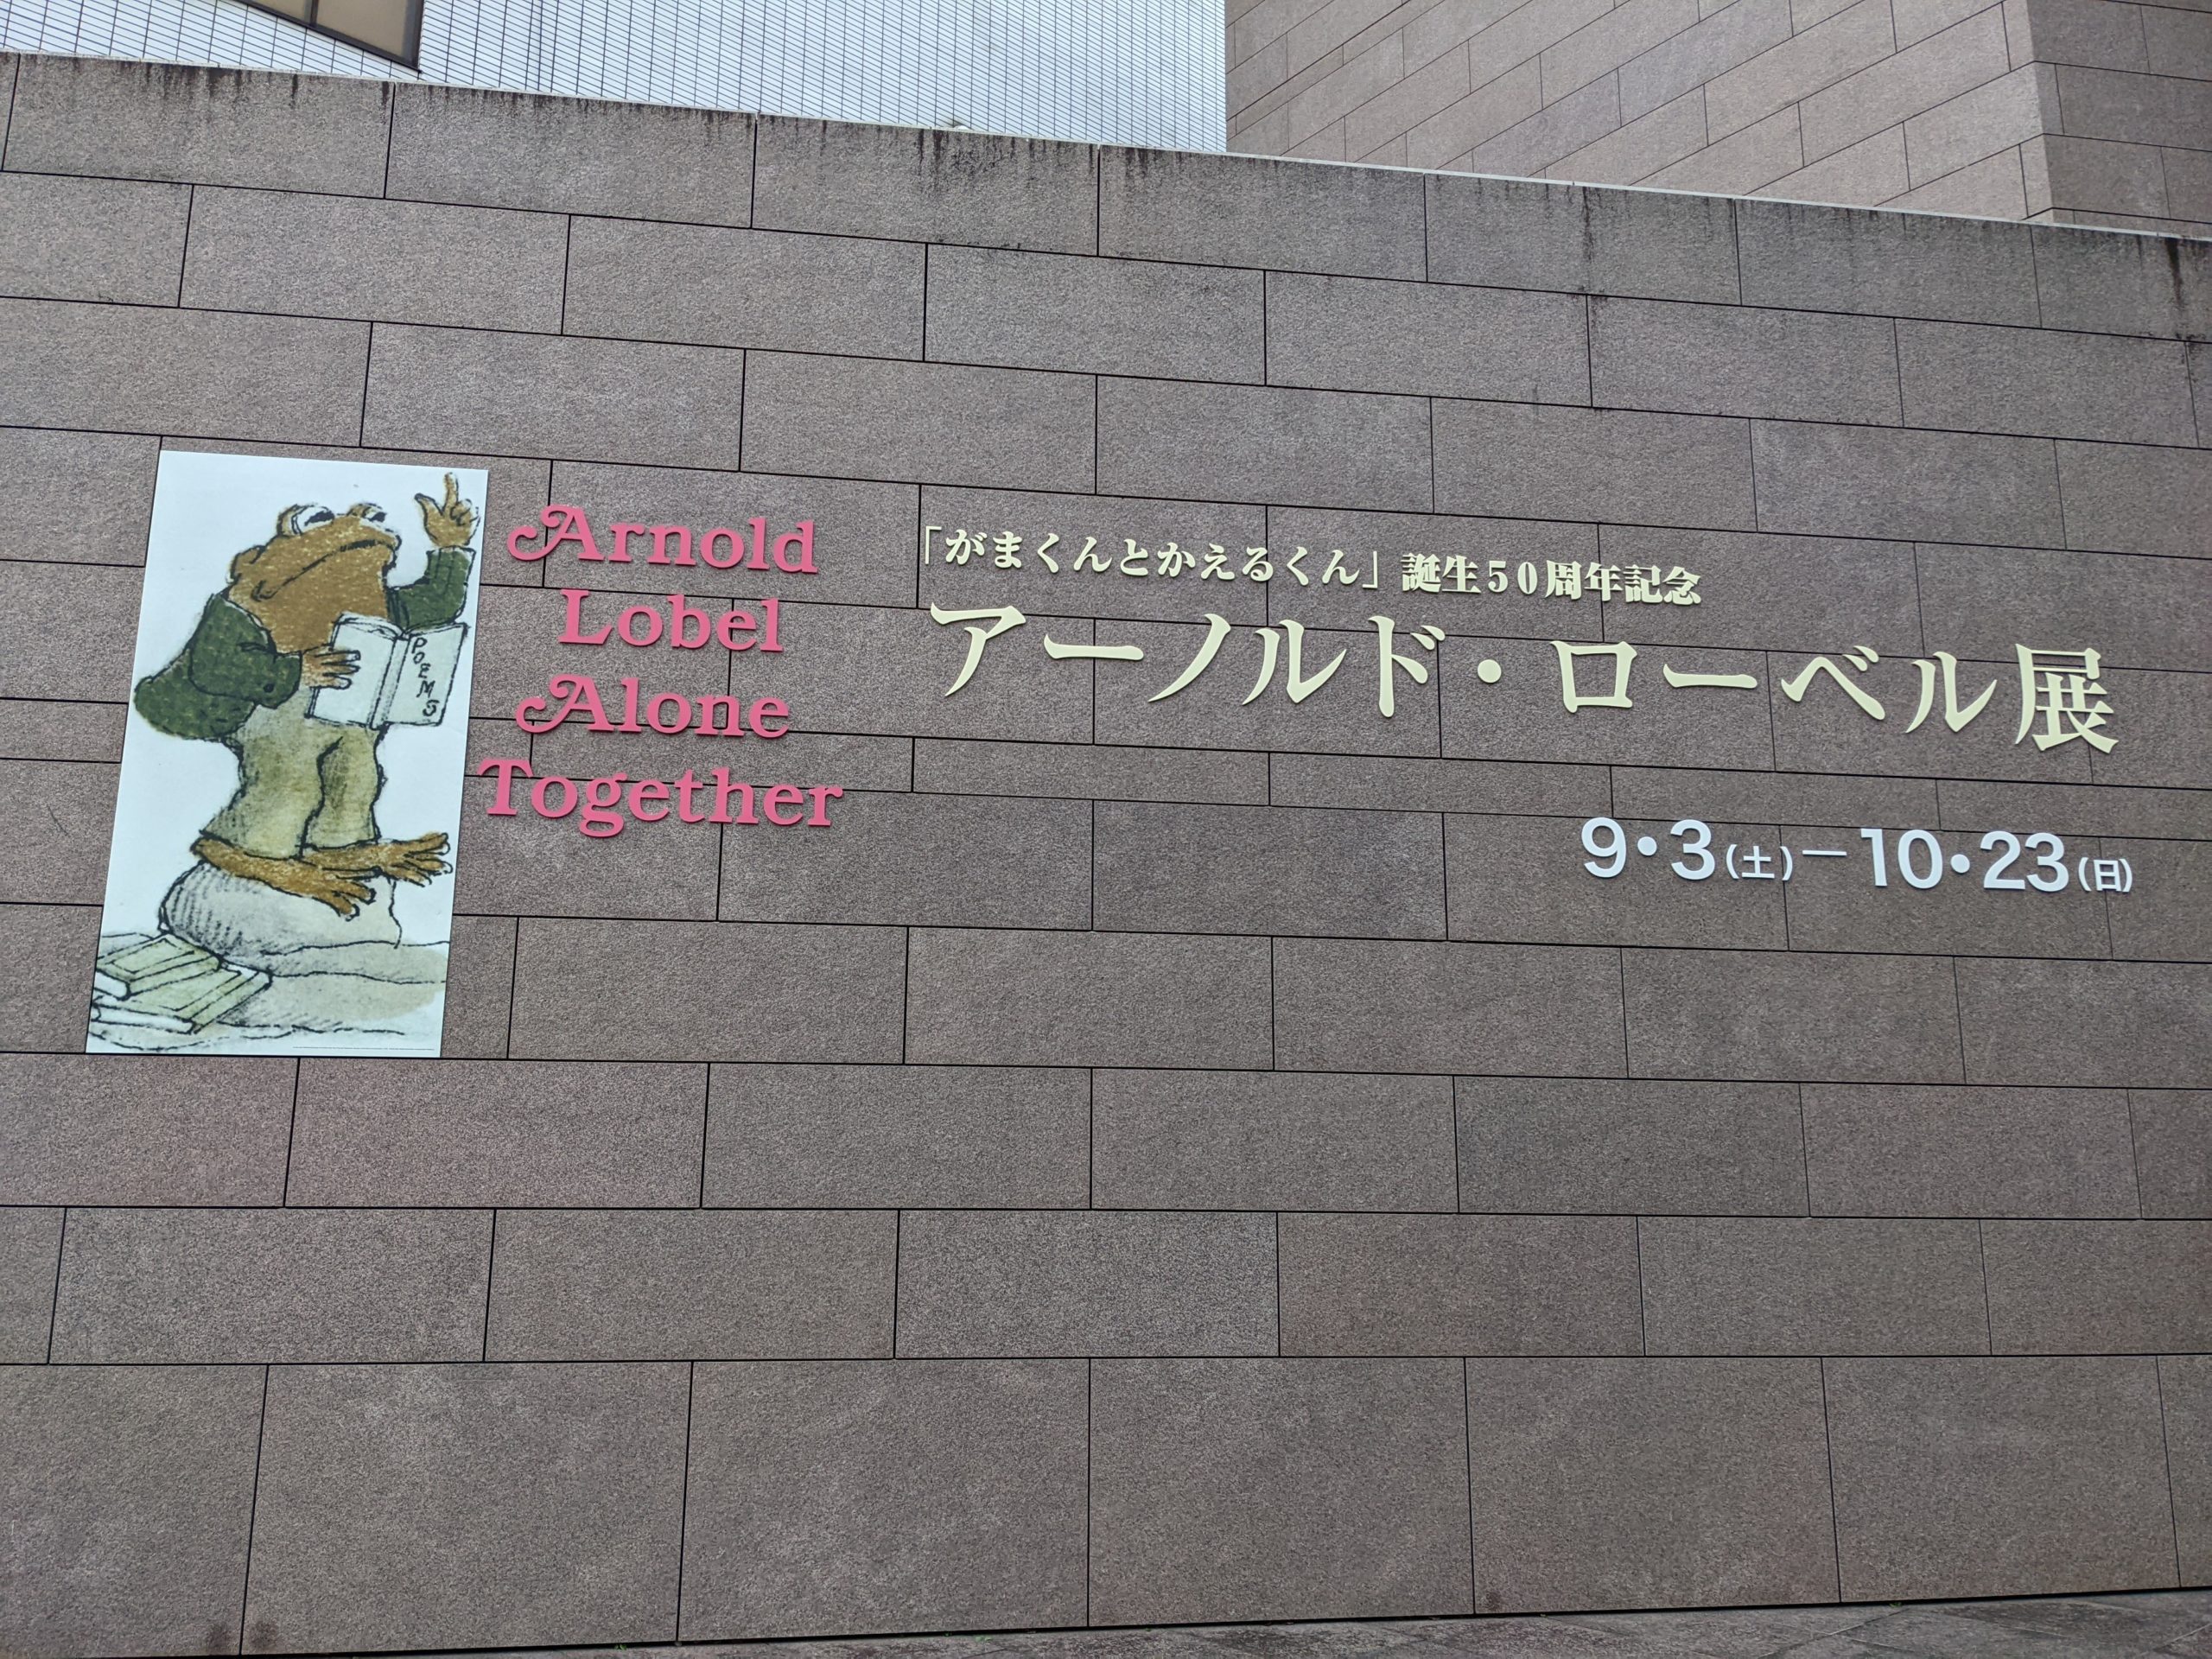 Arnold
Lobel
Alone
Together
POEMS
「がまくんとかえるくん」誕生50周年記念
アーノルド・ローベル展
9・3(土)ー10・23(日)